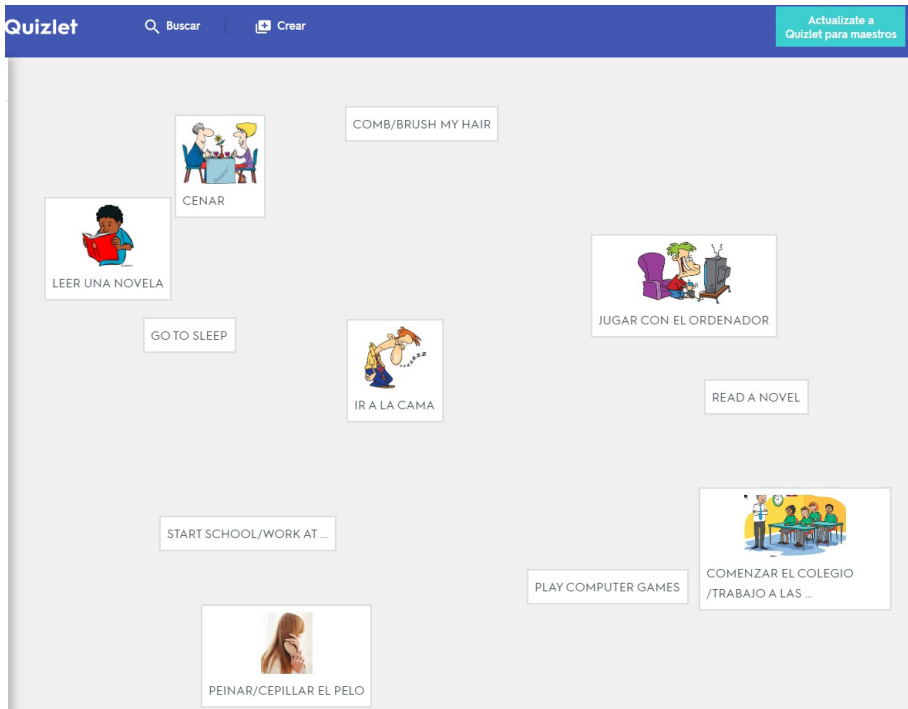 Quizlet
Buscar
Crear
Actualízate a
Quizlet para maestros
COMB/BRUSH MY HAIR
CENAR
LEER UNA NOVELA
JUGAR CON EL ORDENADOR
GO TO SLEEP
IR A LA CAMA
READ A NOVEL
START SCHOOL/WORK AT ...
COMENZAR EL COLEGIO
/TRABAJO A LAS ...
PLAY COMPUTER GAMES
PEINAR/CEPILLAR EL PELO